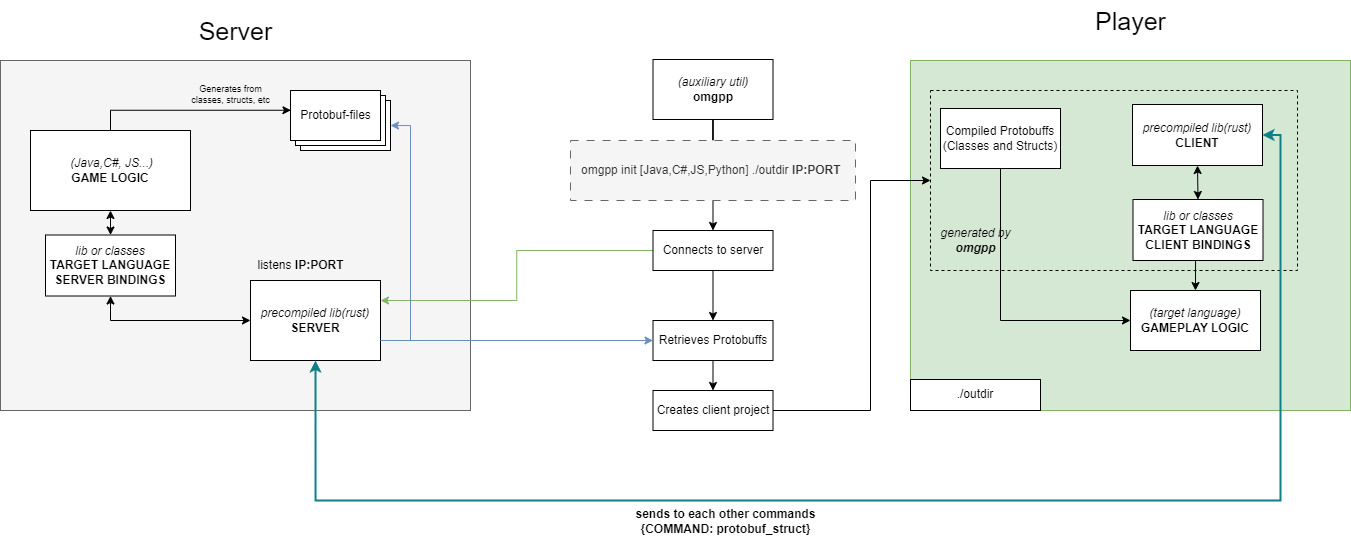 Server
Player
Generates from
classes, structs, etc
Protobuf-files
(Java,C#, JS...)
GAME LOGIC
lib or classes
TARGET LANGUAGE
SERVER BINDINGS
listens IP:PORT
precompiled lib(rust)
SERVER
(auxiliary util)
omgpp
omgpp init [Java,C#,JS,Python] ./outdir IP:PORT
Connects to server
Retrieves Protobuffs
Creates client project
Compiled Protobuffs
(Classes and Structs)
precompiled lib(rust)
CLIENT
lib or classes
TARGET LANGUAGE
CLIENT BINDINGS
generated by
omgpp
(target language)
GAMEPLAY LOGIC
./outdir
sends to each other commands
{COMMAND: protobuf_struct}